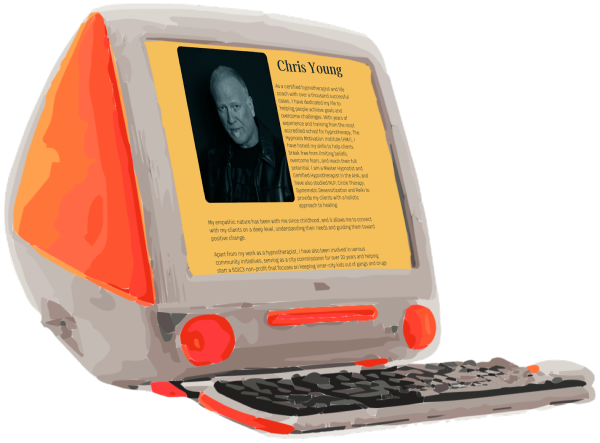 Chris Young
As a certified hypnotherapist and life
coach with over a thousand successful
cases, I have dedicated my life to
helping people achieve goals and
overcome challenges. With years of
experience and training from the most
accredited school for hypnotherapy, The
Hypnosis Motivation Institute (HMI), I
have honed my skills to help clients
break free from limiting beliefs,
overcome fears, and reach their full
potential. I am a Master Hypnotist and
Certified Hypnotherapist in the AHA, and
have also studied NLP, Circle Therapy,
Systematic Desensitization and Reiki to
provide my clients with a holistic
approach to healing.
My empathic nature has been with me since childhood, and it allows me to connect
with my clients on a deep level, understanding their needs and guiding them toward
positive change.
Apart from my work as a hypnotherapist, I have also been involved in various
community initiatives, serving as a city commissioner for over 20 years and helping
start a 501C3 non-profit that focuses on keeping inner-city kids out of gangs and drugs